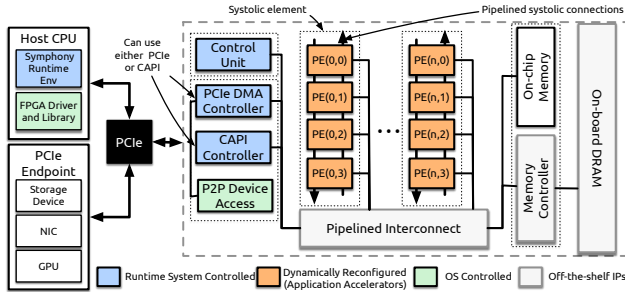 Systolic element
Pipelined systolic connections
Host CPU
Symphony
Runtime
Env
FPGA Driver
and Library
PCIe
Endpoint
Storage
Device
NIC
GPU
PCIe
Can use
either PCIe
or CAPI
Control
Unit
PCIe DMA
Controller
CAPI
Controller
P2P Device
Access
PE(0,0)
PE(0,1)
PE(0,2)
PE(0,3)
...
PE(n,0)
PE(n,1)
PE(n,2)
PE(n,3)
Pipelined Interconnect
On-chip
Memory
Memory
Controller
On-board DRAM
Runtime System Controlled
Dynamically Reconfigured
(Application Accelerators)
OS Controlled
Off-the-shelf IPs